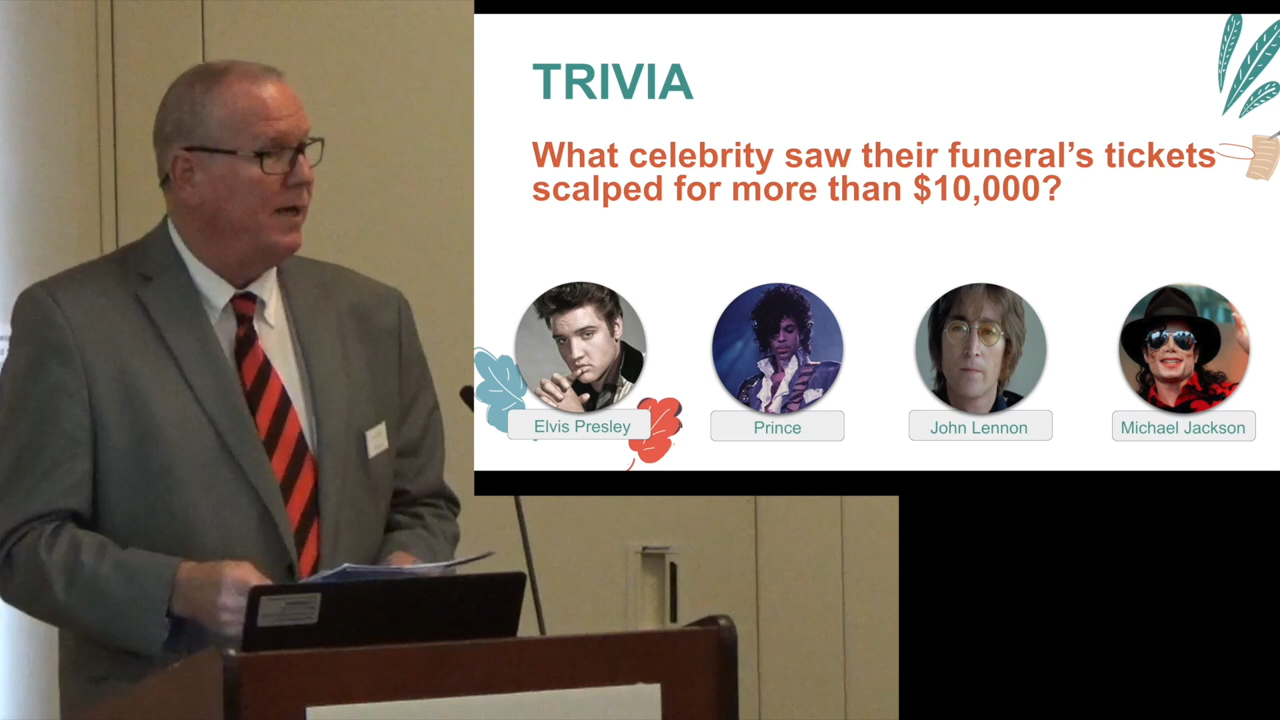 TRIVIA
What celebrity saw their funeral’s tickets
scalped for more than $10,000?
Elvis Presley
Prince
John Lennon
Michael Jackson